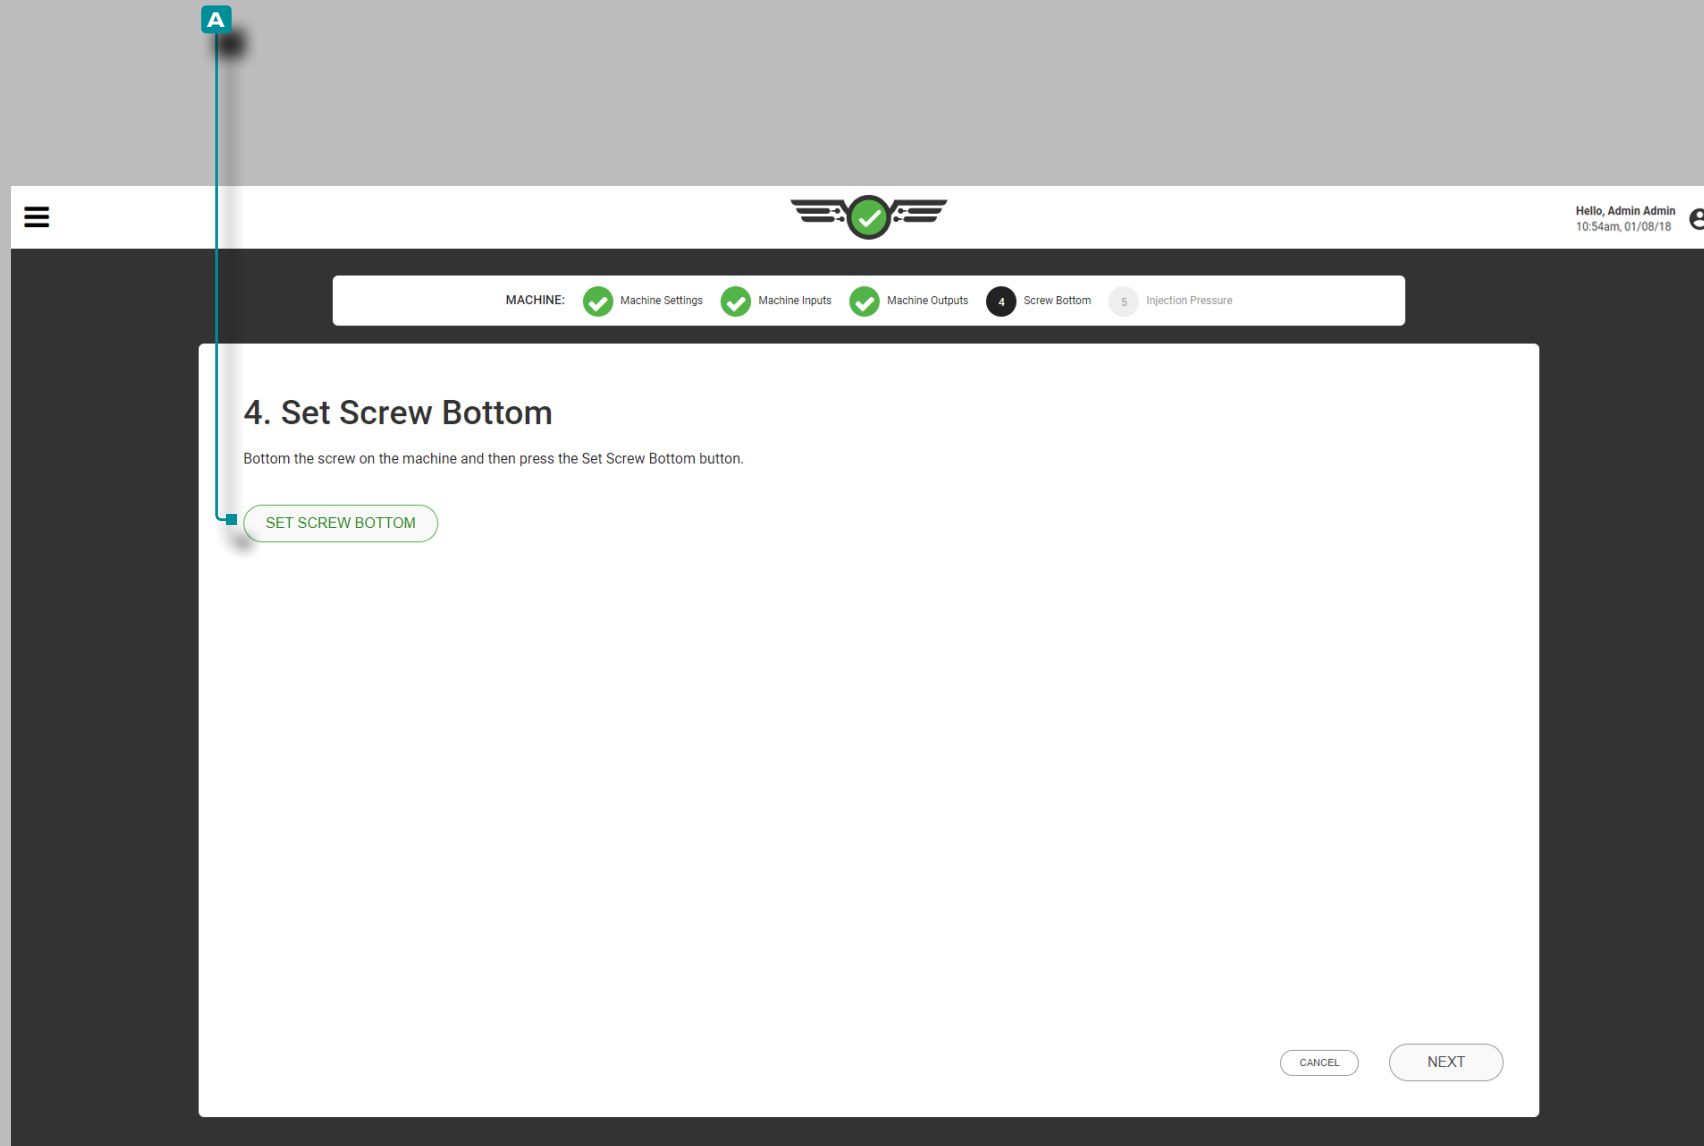 A
Hello, Admin Admin
10:54am, 01/08/18
MACHINE: Machine Settings Machine Inputs Machine Outputs 4 Screw Bottom 5 Injection Pressure
4. Set Screw Bottom
Bottom the screw on the machine and then press the Set Screw Bottom button.
SET SCREW BOTTOM
CANCEL NEXT